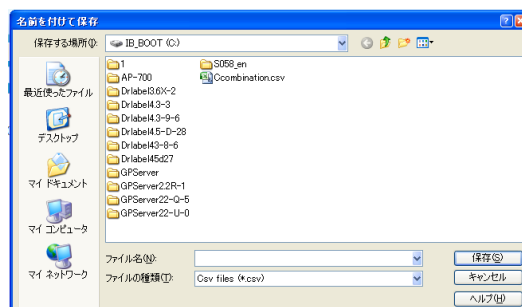 名前を付けて保存
保存する場所(I):
IB_BOOT (C:)
最近使ったファイル
デスクトップ
マイ ドキュメント
マイ コンピュータ
マイ ネットワーク
1
AP-700
Drlabel3.6X-2
Drlabel4.3-3
Drlabel4.3-9-6
Drlabel4.5-D-28
Drlabel43-8-6
Drlabel45d27
GPServer
GPServer2.2R-1
GPServer22-Q-5
GPServer22-U-0
S058_en
Ccombination.csv
ファイル名(N):
保存(S)
ファイルの種類(T):
Csv files (*.csv)
キャンセル
ヘルプ(H)